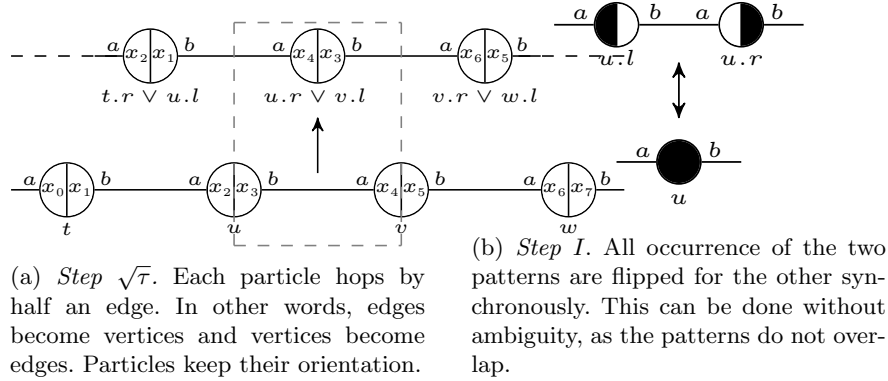 a x₂ x₁ b a x₄ x₃ b a x₆ x₅ b
t.r ∨ u.l u.r ∨ v.l v.r ∨ w.l
a x₀ x₁ b a x₂ x₃ b a x₄ x₅ b a x₆ x₇ b
t u v w
(a) Step √τ. Each particle hops by
half an edge. In other words, edges
become vertices and vertices become
edges. Particles keep their orientation.
a b a b
u.l u.r
a b
u
(b) Step I. All occurrence of the two
patterns are flipped for the other syn-
chronously. This can be done without
ambiguity, as the patterns do not over-
lap.